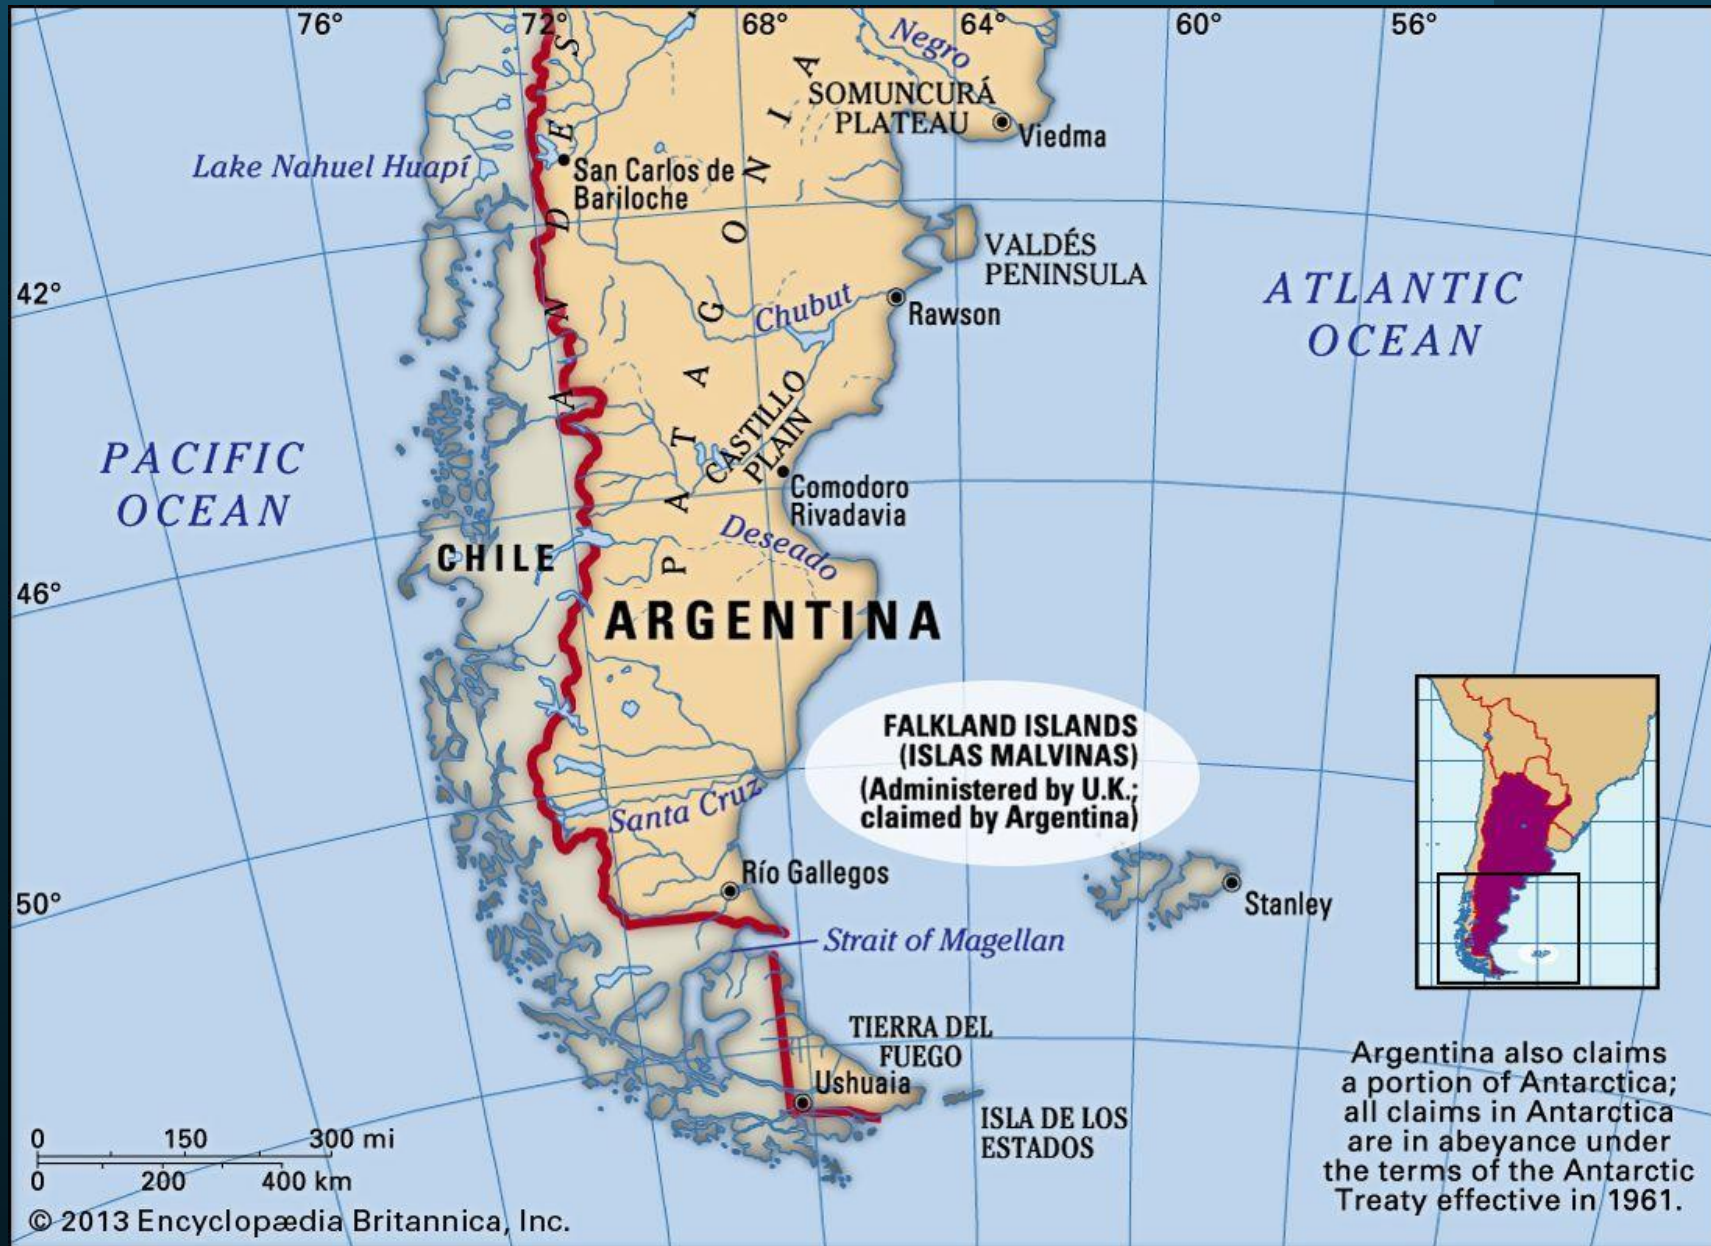 76°
72°
68°
64°
60°
56°
Negro
SOMUNCURÁ
PLATEAU
Viedma
Lake Nahuel Huapí
San Carlos de
Bariloche
ANDES
PATAGONIA
VALDÉS
PENINSULA
42°
Chubut
Rawson
ATLANTIC
OCEAN
CASTILLO
PLAIN
PACIFIC
OCEAN
Comodoro
Rivadavia
Deseado
CHILE
46°
ARGENTINA
FALKLAND ISLANDS
(ISLAS MALVINAS)
(Administered by U.K.;
claimed by Argentina)
Santa Cruz
Río Gallegos
50°
Stanley
Strait of Magellan
TIERRA DEL
FUEGO
Ushuaia
ISLA DE LOS
ESTADOS
Argentina also claims
a portion of Antarctica;
all claims in Antarctica
are in abeyance under
the terms of the Antarctic
Treaty effective in 1961.
0 150 300 mi
0 200 400 km
© 2013 Encyclopædia Britannica, Inc.